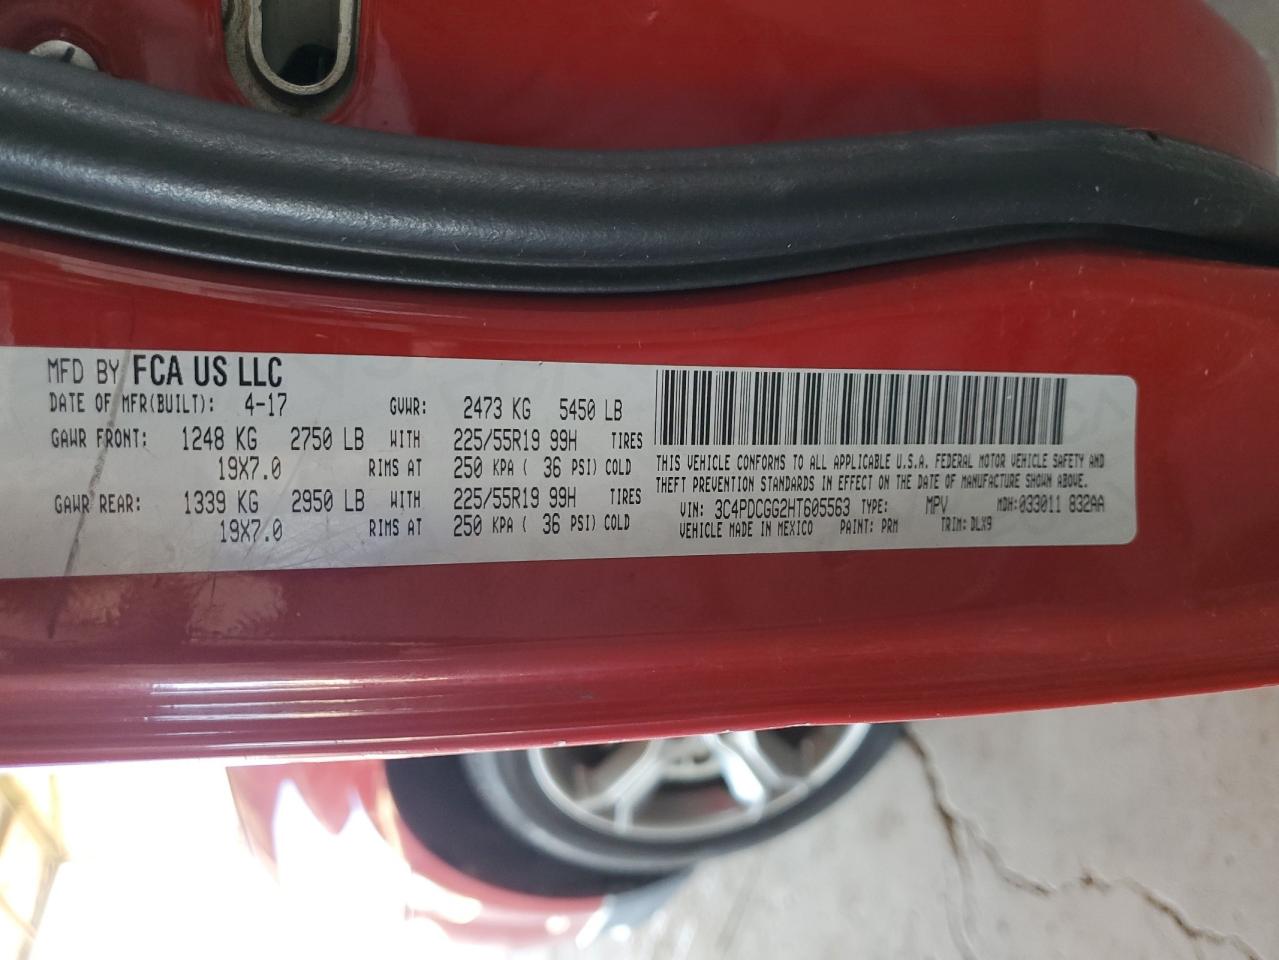 MFD BY FCA US LLC
DATE OF MFR(BUILT): 4-17 GVWR: 2473 KG 5450 LB
GAWR FRONT: 1248 KG 2750 LB WITH 225/55R19 99H TIRES
19X7.0 RIMS AT 250 KPA ( 36 PSI) COLD
GAWR REAR: 1339 KG 2950 LB WITH 225/55R19 99H TIRES
19X7.0 RIMS AT 250 KPA ( 36 PSI) COLD
THIS VEHICLE CONFORMS TO ALL APPLICABLE U.S.A. FEDERAL MOTOR VEHICLE SAFETY AND
THEFT PREVENTION STANDARDS IN EFFECT ON THE DATE OF MANUFACTURE SHOWN ABOVE.
VIN: 3C4PDCGG2HT605563 TYPE: MPV MDH:033011 832AA
VEHICLE MADE IN MEXICO PAINT: PRM TRIM: DLX9